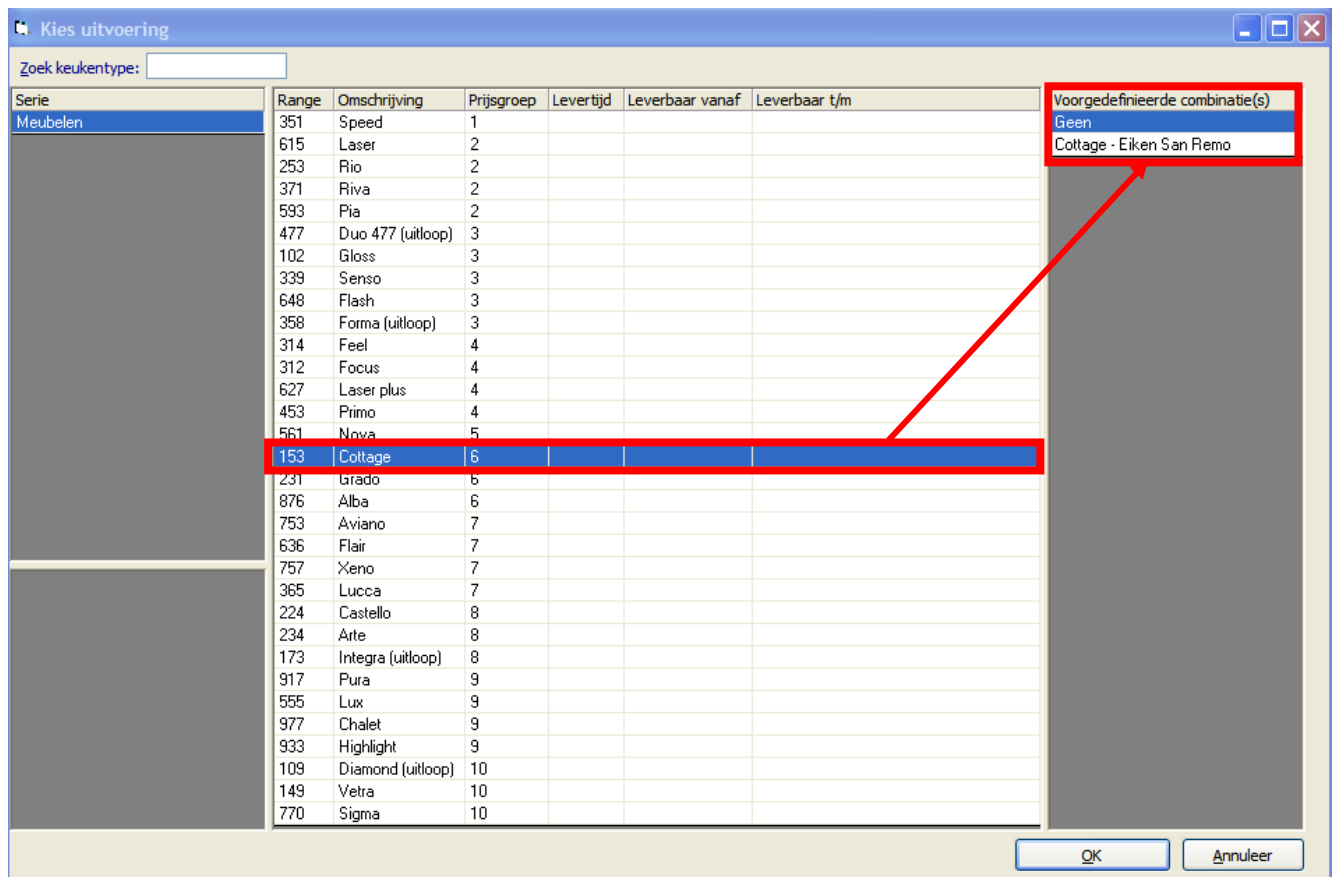 Kies uitvoering
Zoek keukentype:
Serie
Meubelen
Range Omschrijving Prijsgroep Levertijd Leverbaar vanaf Leverbaar t/m
351 Speed 1
615 Laser 2
253 Rio 2
371 Riva 2
593 Pia 2
477 Duo 477 (uitloop) 3
102 Gloss 3
339 Senso 3
648 Flash 3
358 Forma (uitloop) 3
314 Feel 4
312 Focus 4
627 Laser plus 4
453 Primo 4
561 Nova 5
153 Cottage 6
231 Grado 6
876 Alba 6
753 Aviano 7
636 Flair 7
757 Xeno 7
365 Lucca 7
224 Castello 8
234 Arte 8
173 Integra (uitloop) 8
917 Pura 9
555 Lux 9
977 Chalet 9
933 Highlight 9
109 Diamond (uitloop) 10
149 Vetra 10
770 Sigma 10
Voorgedefinieerde combinatie(s)
Geen
Cottage - Eiken San Remo
OK Annuleer